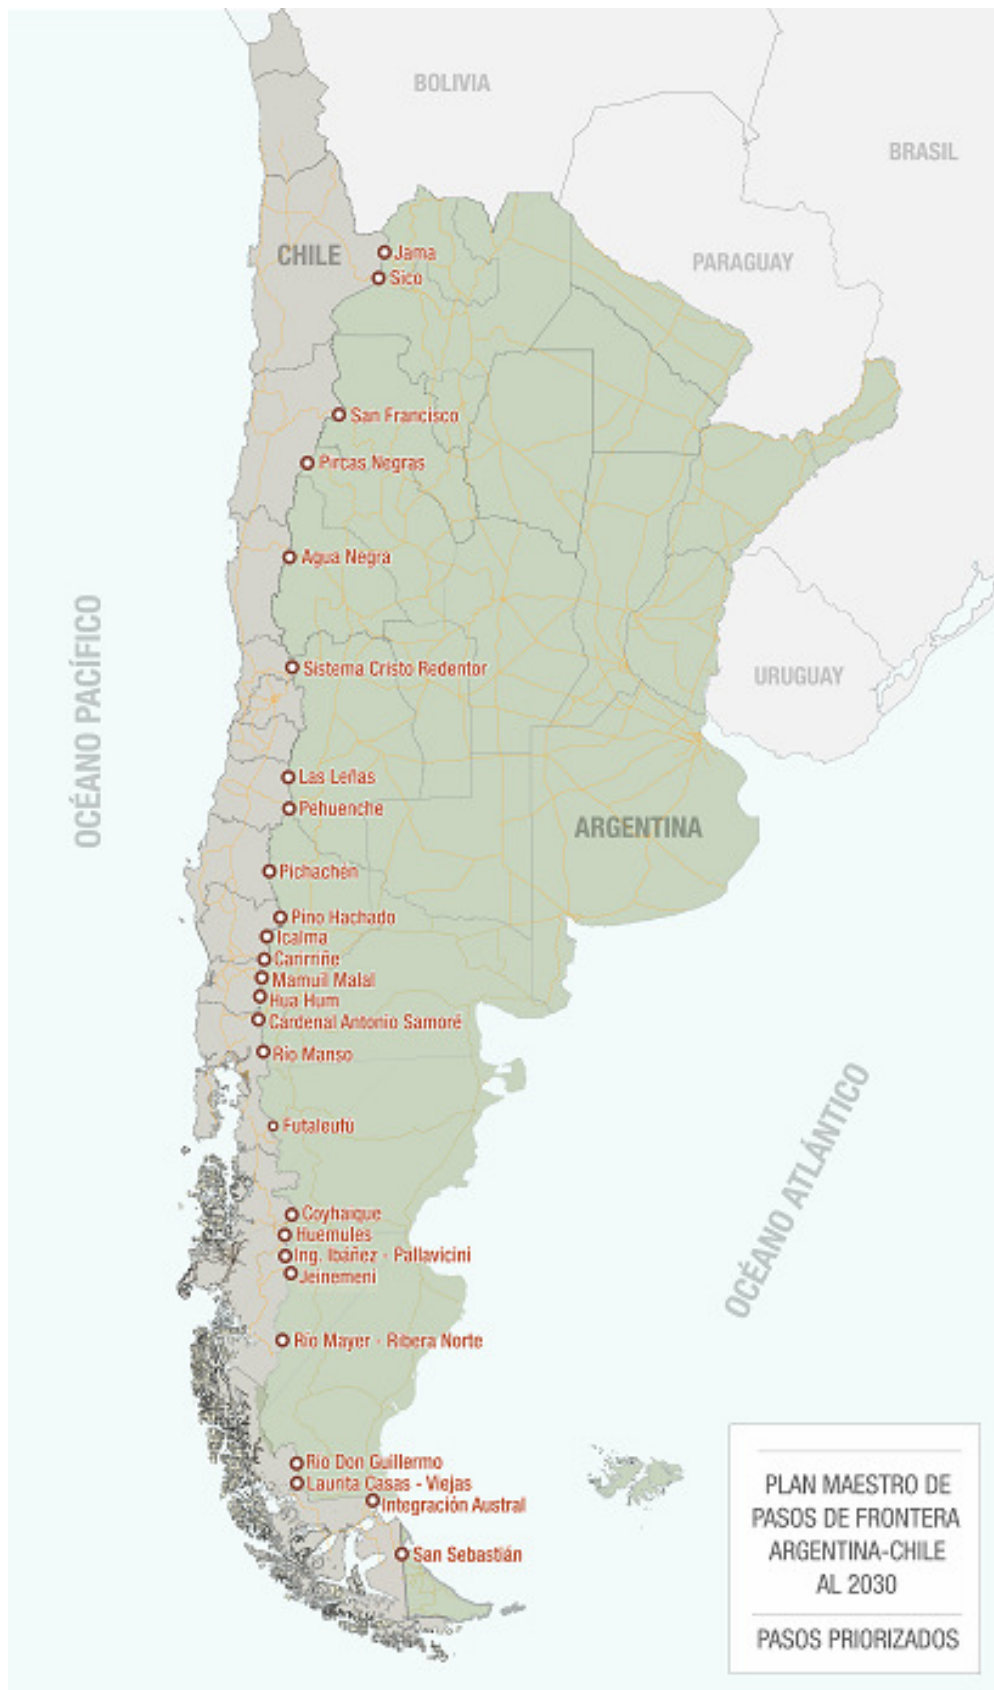 BOLIVIA
BRASIL
CHILE
PARAGUAY
Jama
Sico
San Francisco
Pircas Negras
Agua Negra
OCÉANO PACÍFICO
Sistema Cristo Redentor
URUGUAY
Las Leñas
Pehuenche
ARGENTINA
Pichachén
Pino Hachado
Icalma
Carirriñe
Mamuil Malal
Hua Hum
Cardenal Antonio Samoré
Río Manso
Futaleufú
OCÉANO ATLÁNTICO
Coyhaique
Huemules
Ing. Ibáñez - Pallavicini
Jeinemeni
Río Mayer - Ribera Norte
Río Don Guillermo
Laurita Casas - Viejas
Integración Austral
San Sebastián
PLAN MAESTRO DE
PASOS DE FRONTERA
ARGENTINA-CHILE
AL 2030
PASOS PRIORIZADOS